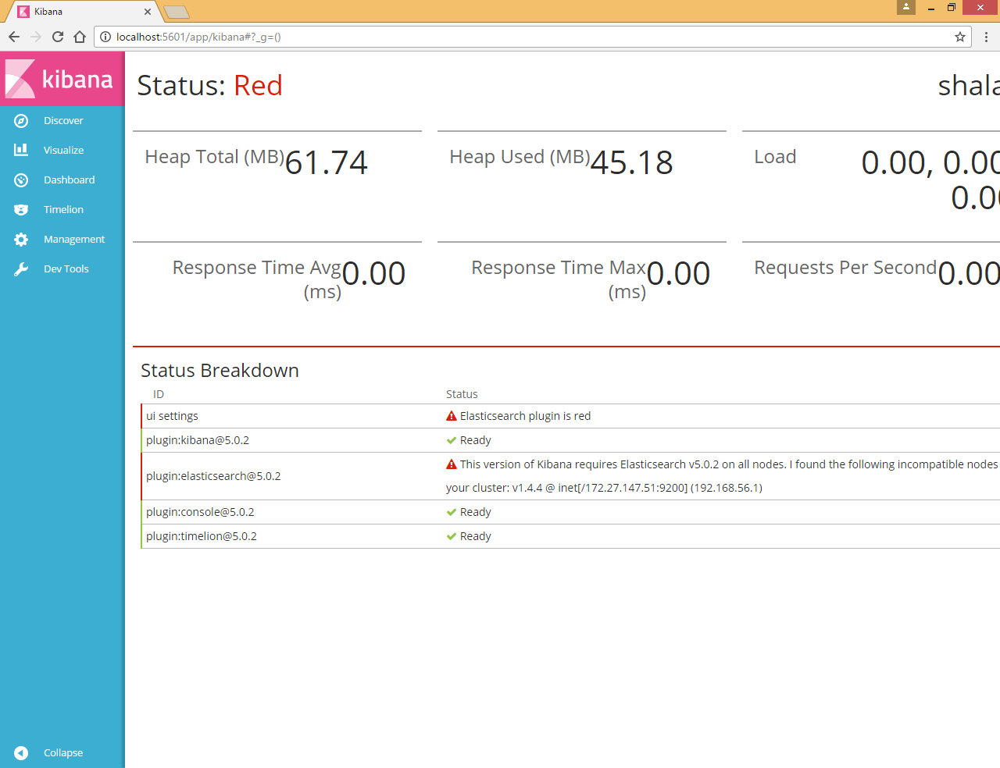 Kibana
localhost:5601/app/kibana#?_g=()
kibana
Discover
Visualize
Dashboard
Timelion
Management
Dev Tools
Collapse
Status: Red
shala
Heap Total (MB) 61.74
Heap Used (MB) 45.18
Load 0.00, 0.00
0.00
Response Time Avg 0.00
(ms)
Response Time Max 0.00
(ms)
Requests Per Second 0.00
Status Breakdown
ID Status
ui settings Elasticsearch plugin is red
plugin:kibana@5.0.2 Ready
plugin:elasticsearch@5.0.2 This version of Kibana requires Elasticsearch v5.0.2 on all nodes. I found the following incompatible nodes
your cluster: v1.4.4 @ inet[/172.27.147.51:9200] (192.168.56.1)
plugin:console@5.0.2 Ready
plugin:timelion@5.0.2 Ready